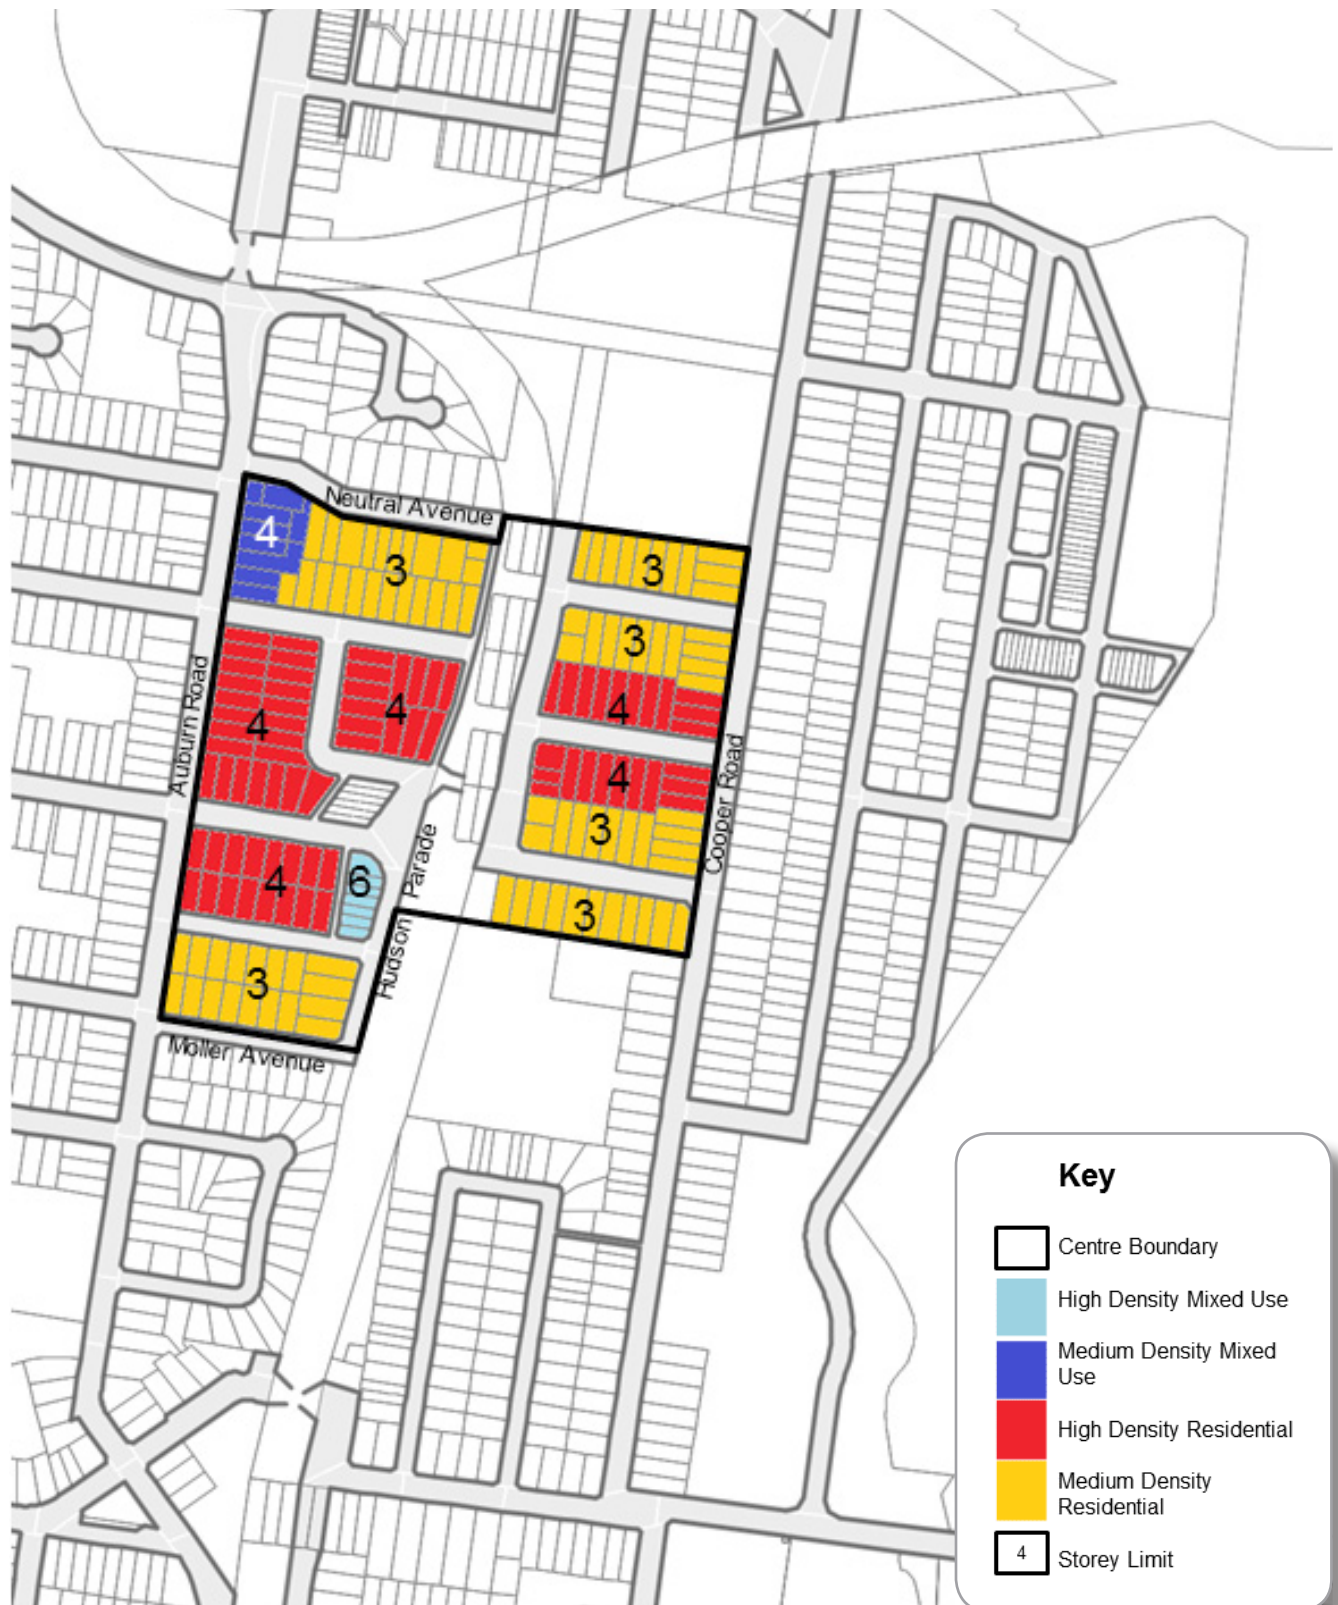 Neutral Avenue
4
3
3
3
4
4
4
Auburn Road
4
3
Cooper Road
4
6
Hudson Parade
3
3
Moller Avenue
Key
Centre Boundary
High Density Mixed Use
Medium Density Mixed
Use
High Density Residential
Medium Density
Residential
4
Storey Limit